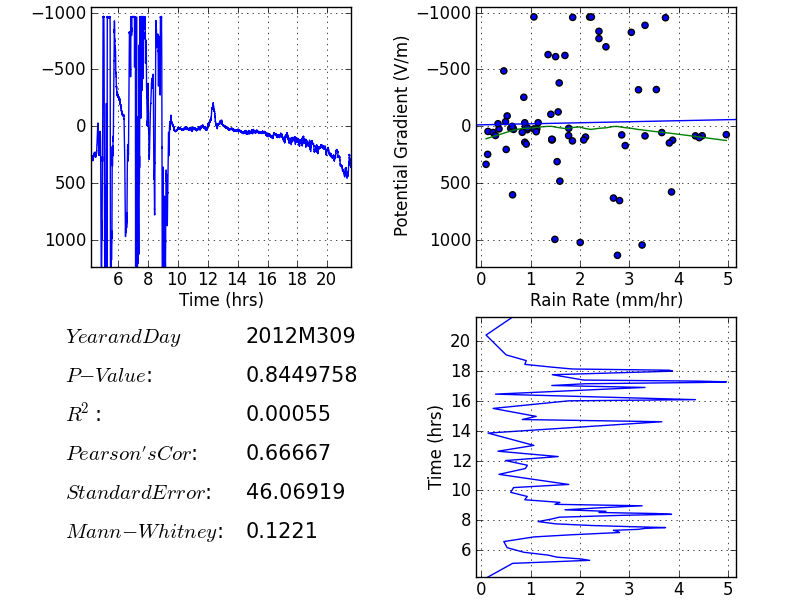 −1000
−500
0
500
1000
6 8 10 12 14 16 18 20
Time (hrs)
Potential Gradient (V/m)
−1000
−500
0
500
1000
0 1 2 3 4 5
Rain Rate (mm/hr)
YearandDay 2012M309
P−Value: 0.8449758
R²: 0.00055
Pearson'sCor: 0.66667
StandardError: 46.06919
Mann−Whitney: 0.1221
Time (hrs)
20
18
16
14
12
10
8
6
0 1 2 3 4 5